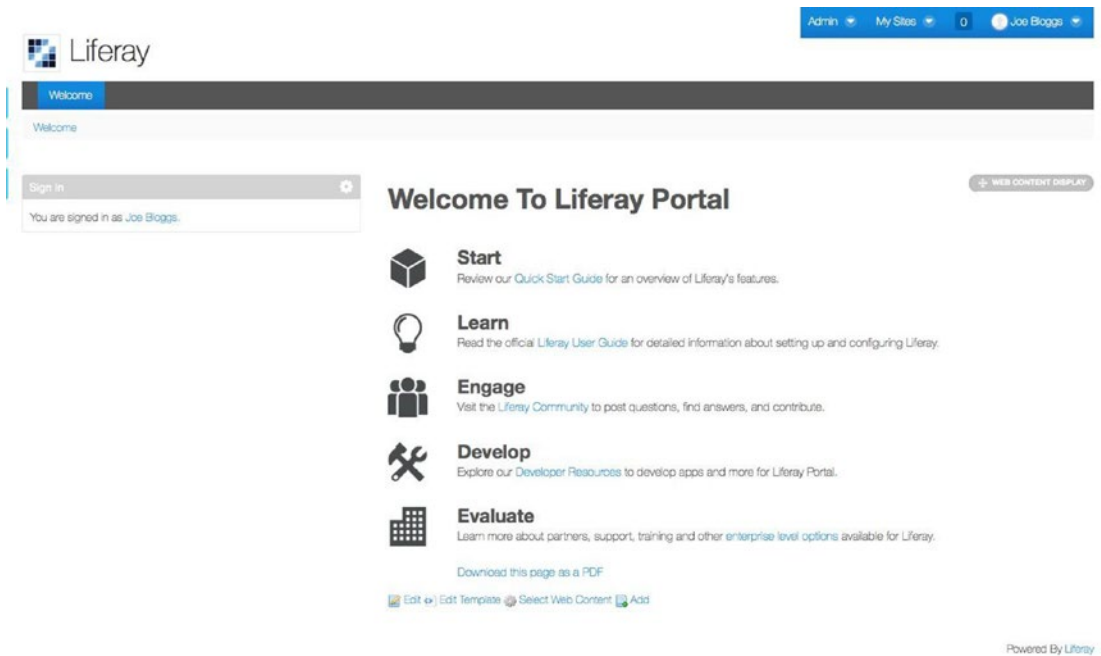 Admin My Sites 0 Joe Bloggs
Liferay
Welcome
Welcome
Sign In
You are signed in as Joe Bloggs.
WEB CONTENT DISPLAY
Welcome To Liferay Portal
Start
Review our Quick Start Guide for an overview of Liferay's features.
Learn
Read the official Liferay User Guide for detailed information about setting up and configuring Liferay.
Engage
Visit the Liferay Community to post questions, find answers, and contribute.
Develop
Explore our Developer Resources to develop apps and more for Liferay Portal.
Evaluate
Learn more about partners, support, training and other enterprise level options available for Liferay.
Download this page as a PDF
Edit Edit Template Select Web Content Add
Powered By Liferay